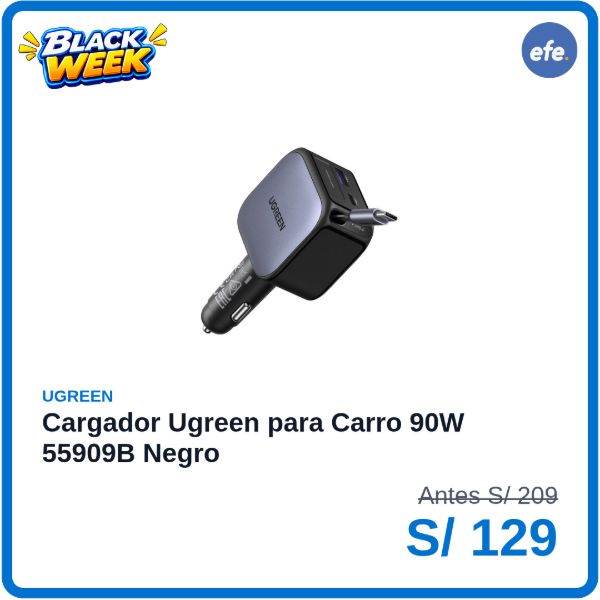 BLACK
WEEK
efe.
UGREEN
UGREEN
Cargador Ugreen para Carro 90W
55909B Negro
Antes S/ 209
S/ 129